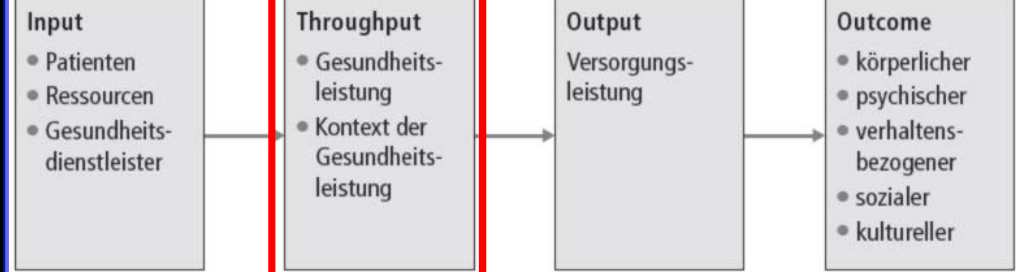 Input
• Patienten
• Ressourcen
• Gesundheits-
dienstleister
Throughput
• Gesundheits-
leistung
• Kontext der
Gesundheits-
leistung
Output
Versorgungs-
leistung
Outcome
• körperlicher
• psychischer
• verhaltens-
bezogener
• sozialer
• kultureller